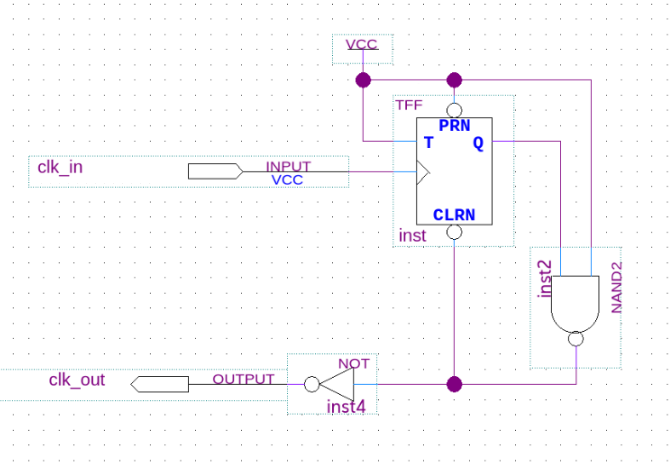 VCC
TFF
PRN
T Q
clk_in
INPUT
VCC
CLRN
inst
inst2
NAND2
NOT
clk_out
OUTPUT
inst4